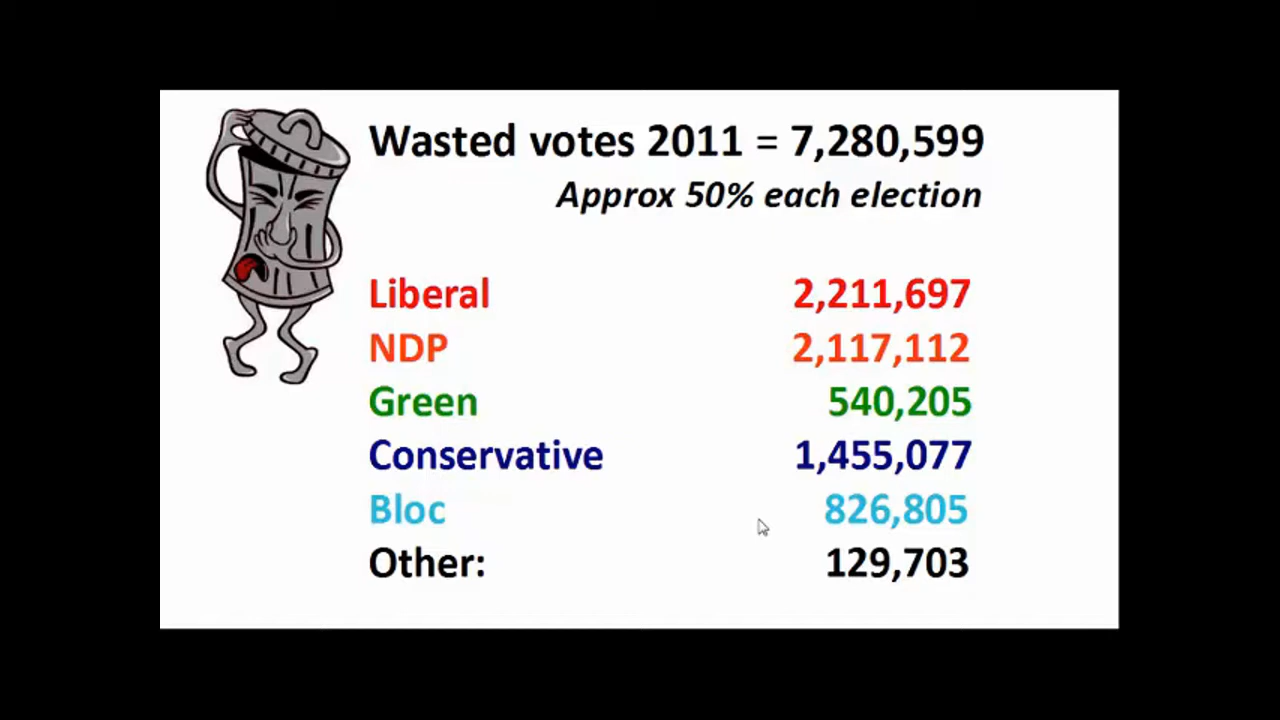 Wasted votes 2011 = 7,280,599
Approx 50% each election
Liberal 2,211,697
NDP 2,117,112
Green 540,205
Conservative 1,455,077
Bloc 826,805
Other: 129,703